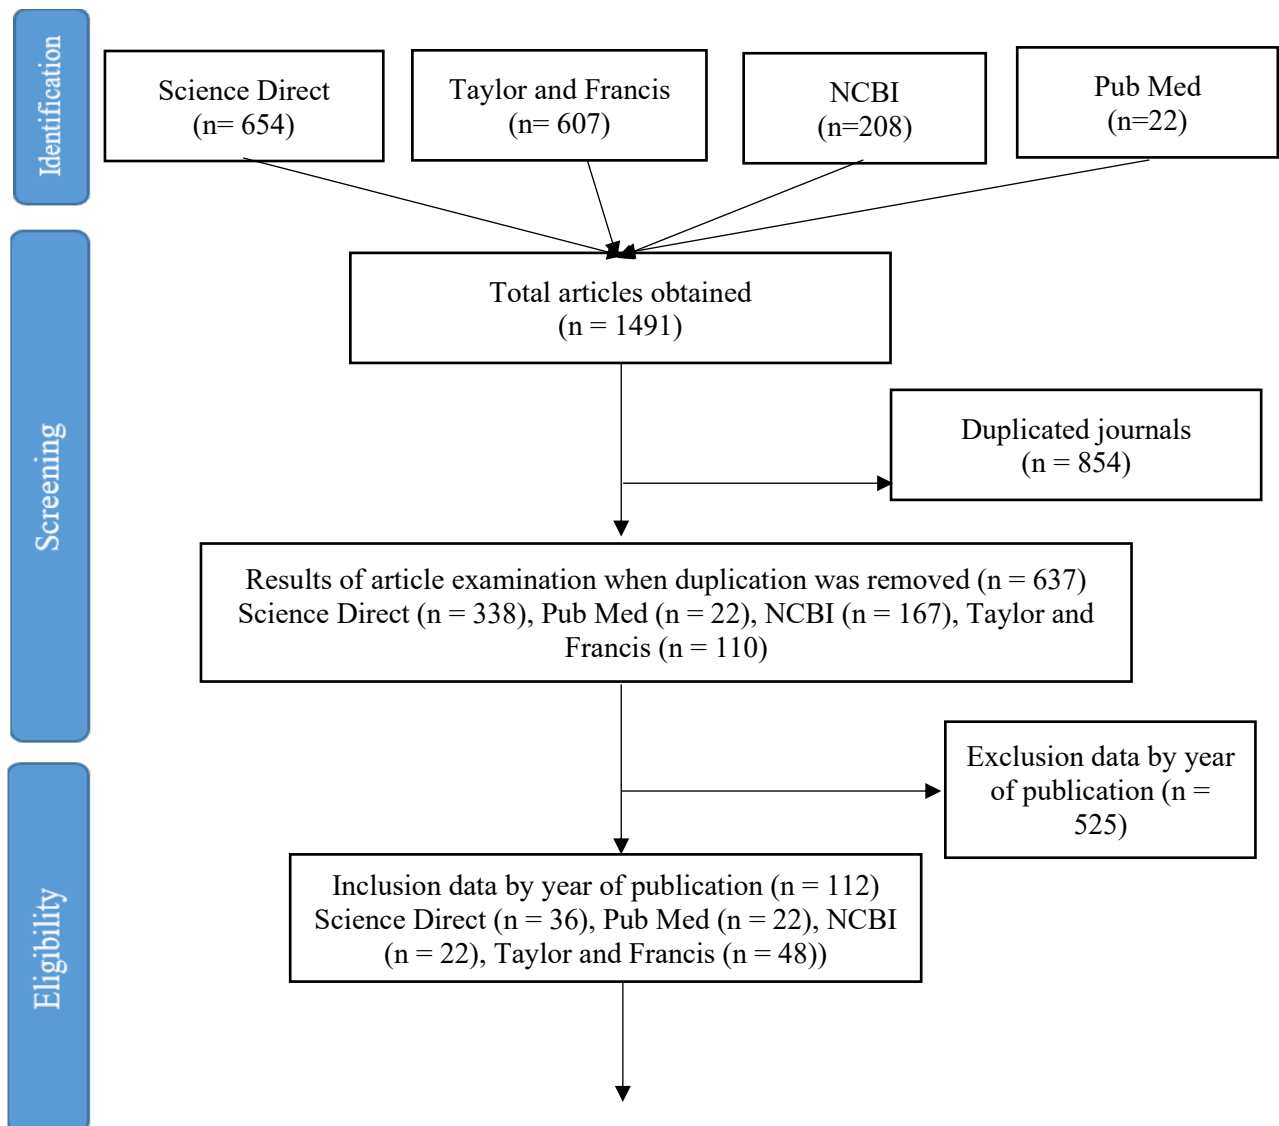 Identification
Science Direct
(n= 654)
Taylor and Francis
(n= 607)
NCBI
(n=208)
Pub Med
(n=22)
Screening
Total articles obtained
(n = 1491)
Duplicated journals
(n = 854)
Results of article examination when duplication was removed (n = 637)
Science Direct (n = 338), Pub Med (n = 22), NCBI (n = 167), Taylor and
Francis (n = 110)
Eligibility
Exclusion data by year
of publication (n =
525)
Inclusion data by year of publication (n = 112)
Science Direct (n = 36), Pub Med (n = 22), NCBI
(n = 22), Taylor and Francis (n = 48))